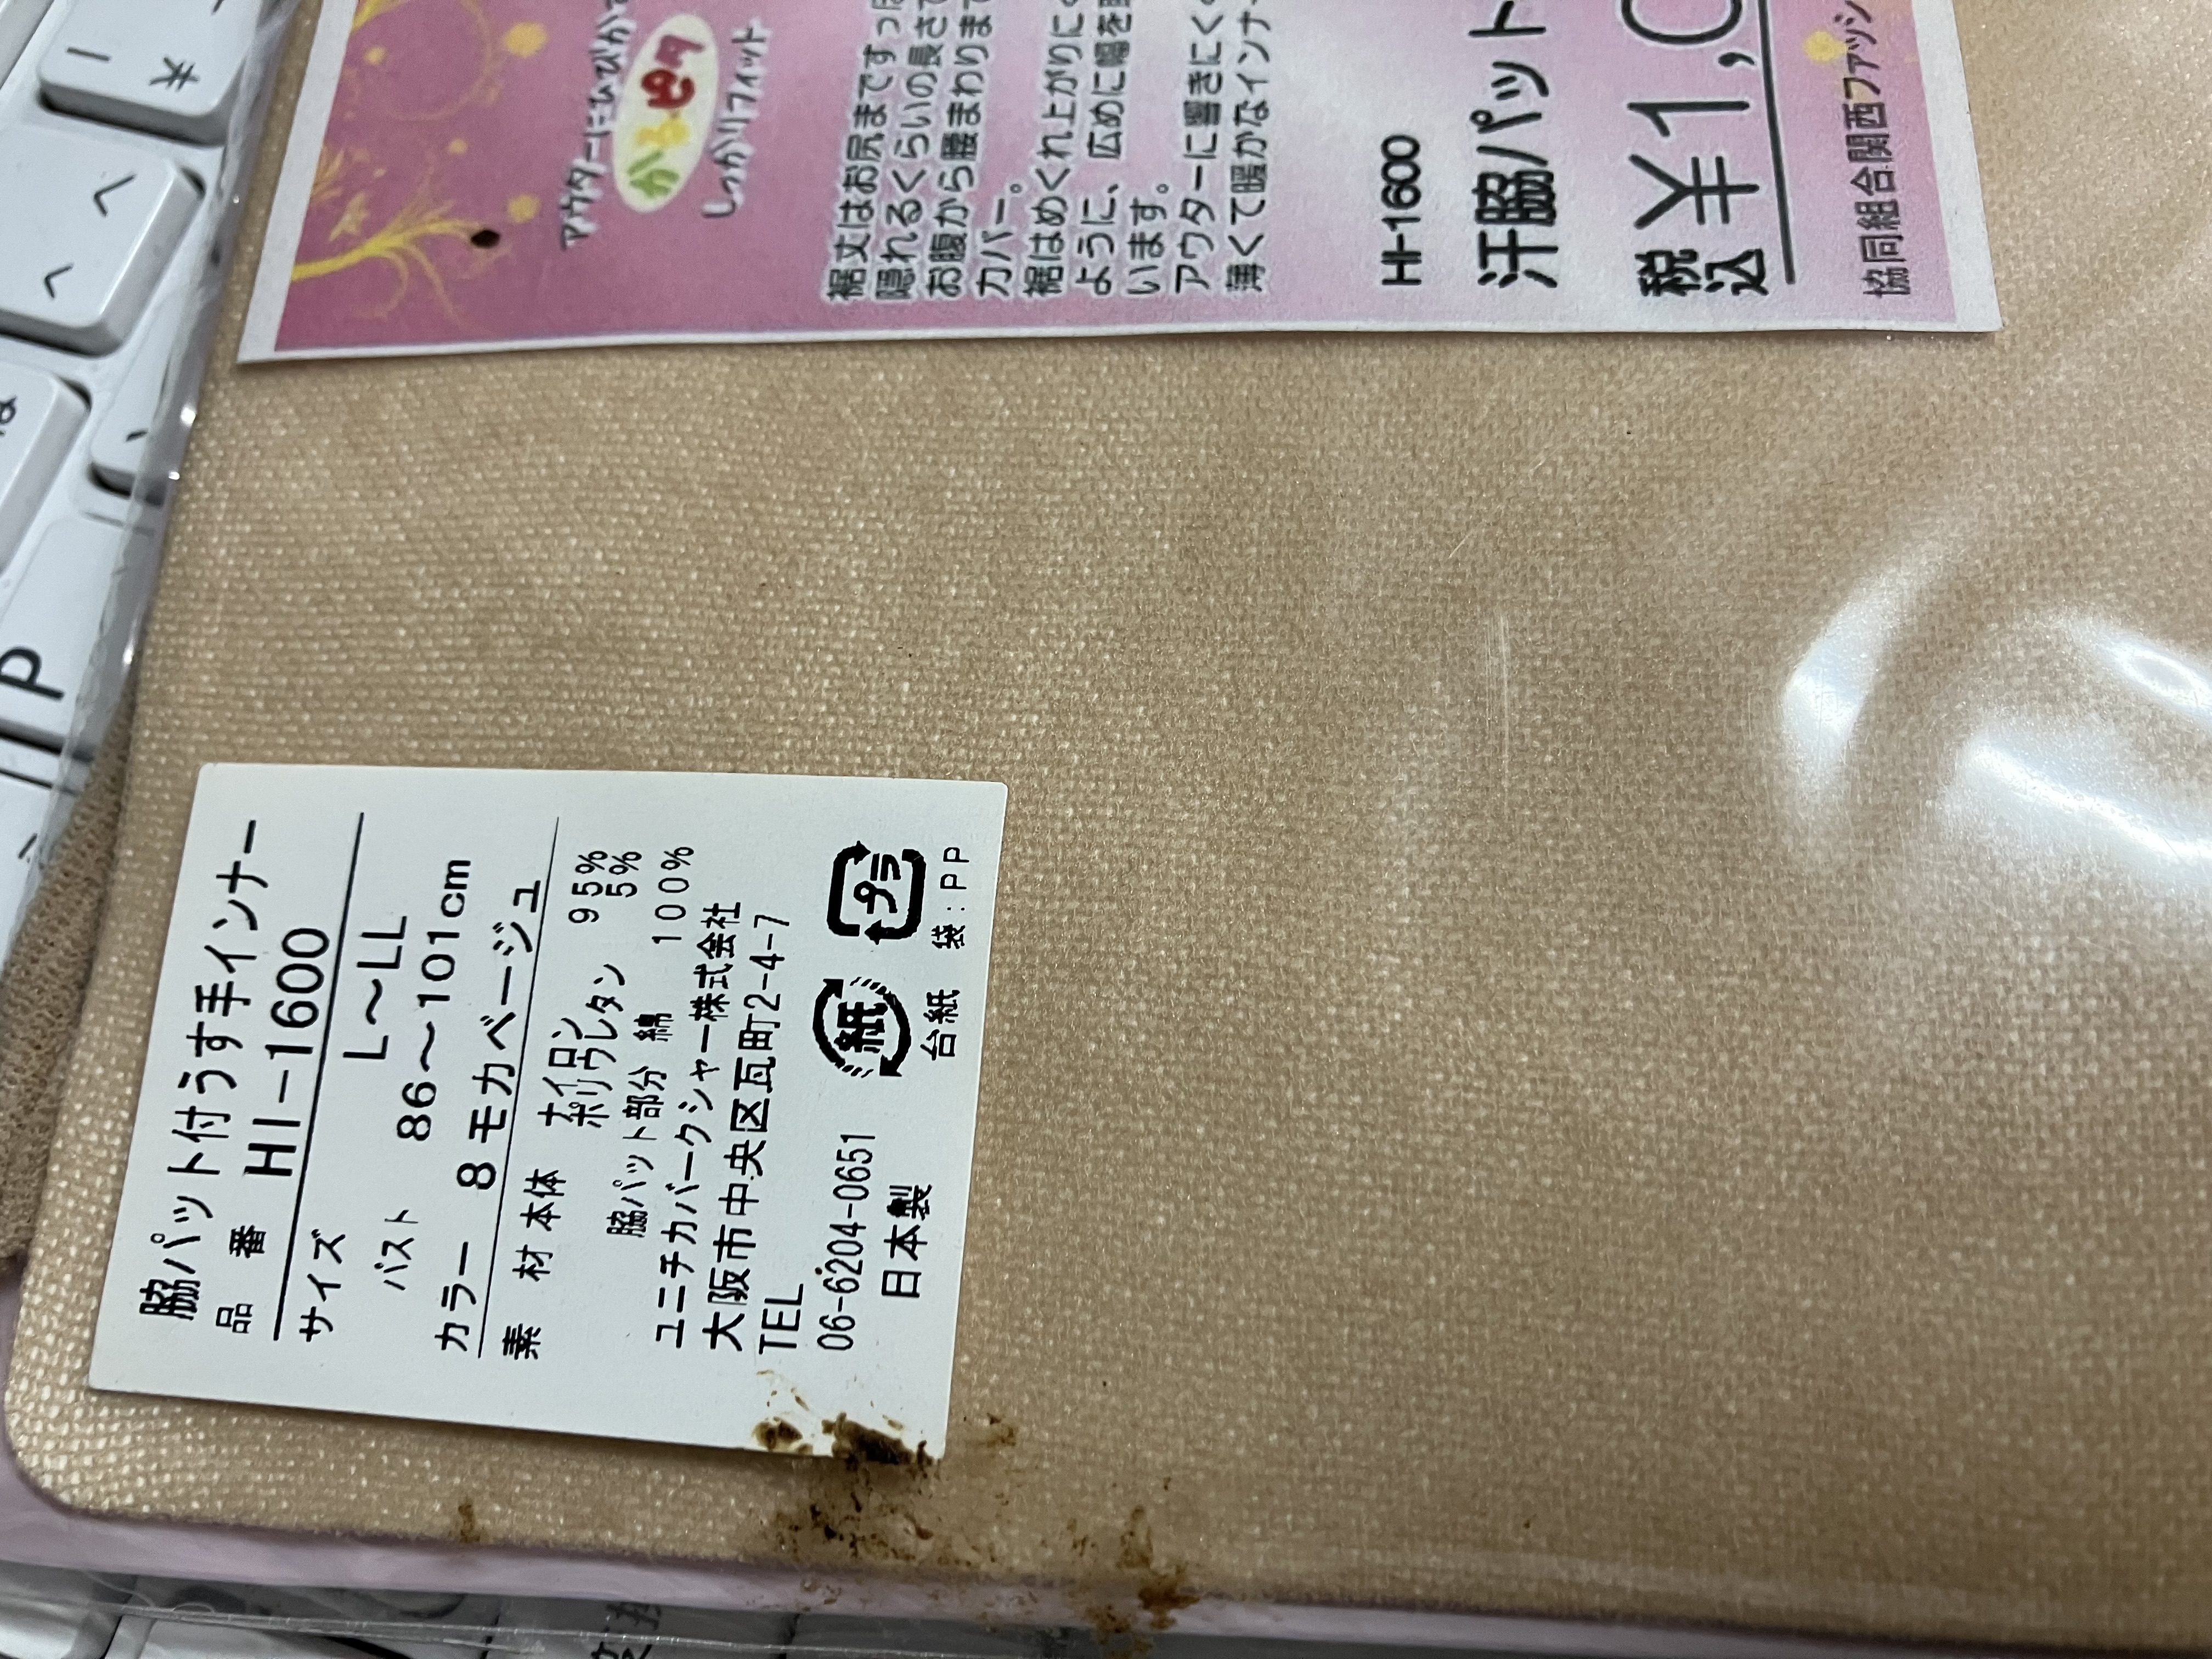 アウターにひびかな
かる・ピタ
しっかりフィット
裾丈はお尻まですっぽ
隠れるくらいの長さで
お腹から腰まわりまで
カバー。
裾はめくれ上がりにく
ように、広めに幅を
います。
アウターに響きにく
薄くて暖かなインナー
HI-1600
汗脇パット
税込 ¥1,0
協同組合関西ファッシ
脇パット付うす手インナー
品 番 HI-1600
サイズ L~LL
バスト 86~101cm
カラー 8 モカベージュ
素 材 本体 ナイロン 95%
ポリウレタン 5%
脇パット部分 綿 100%
ユニチカバークシャー株式会社
大阪市中央区瓦町2-4-7
TEL
06-6204-0651
日本製
紙
プラ
台紙 袋:PP
¥
へ
P